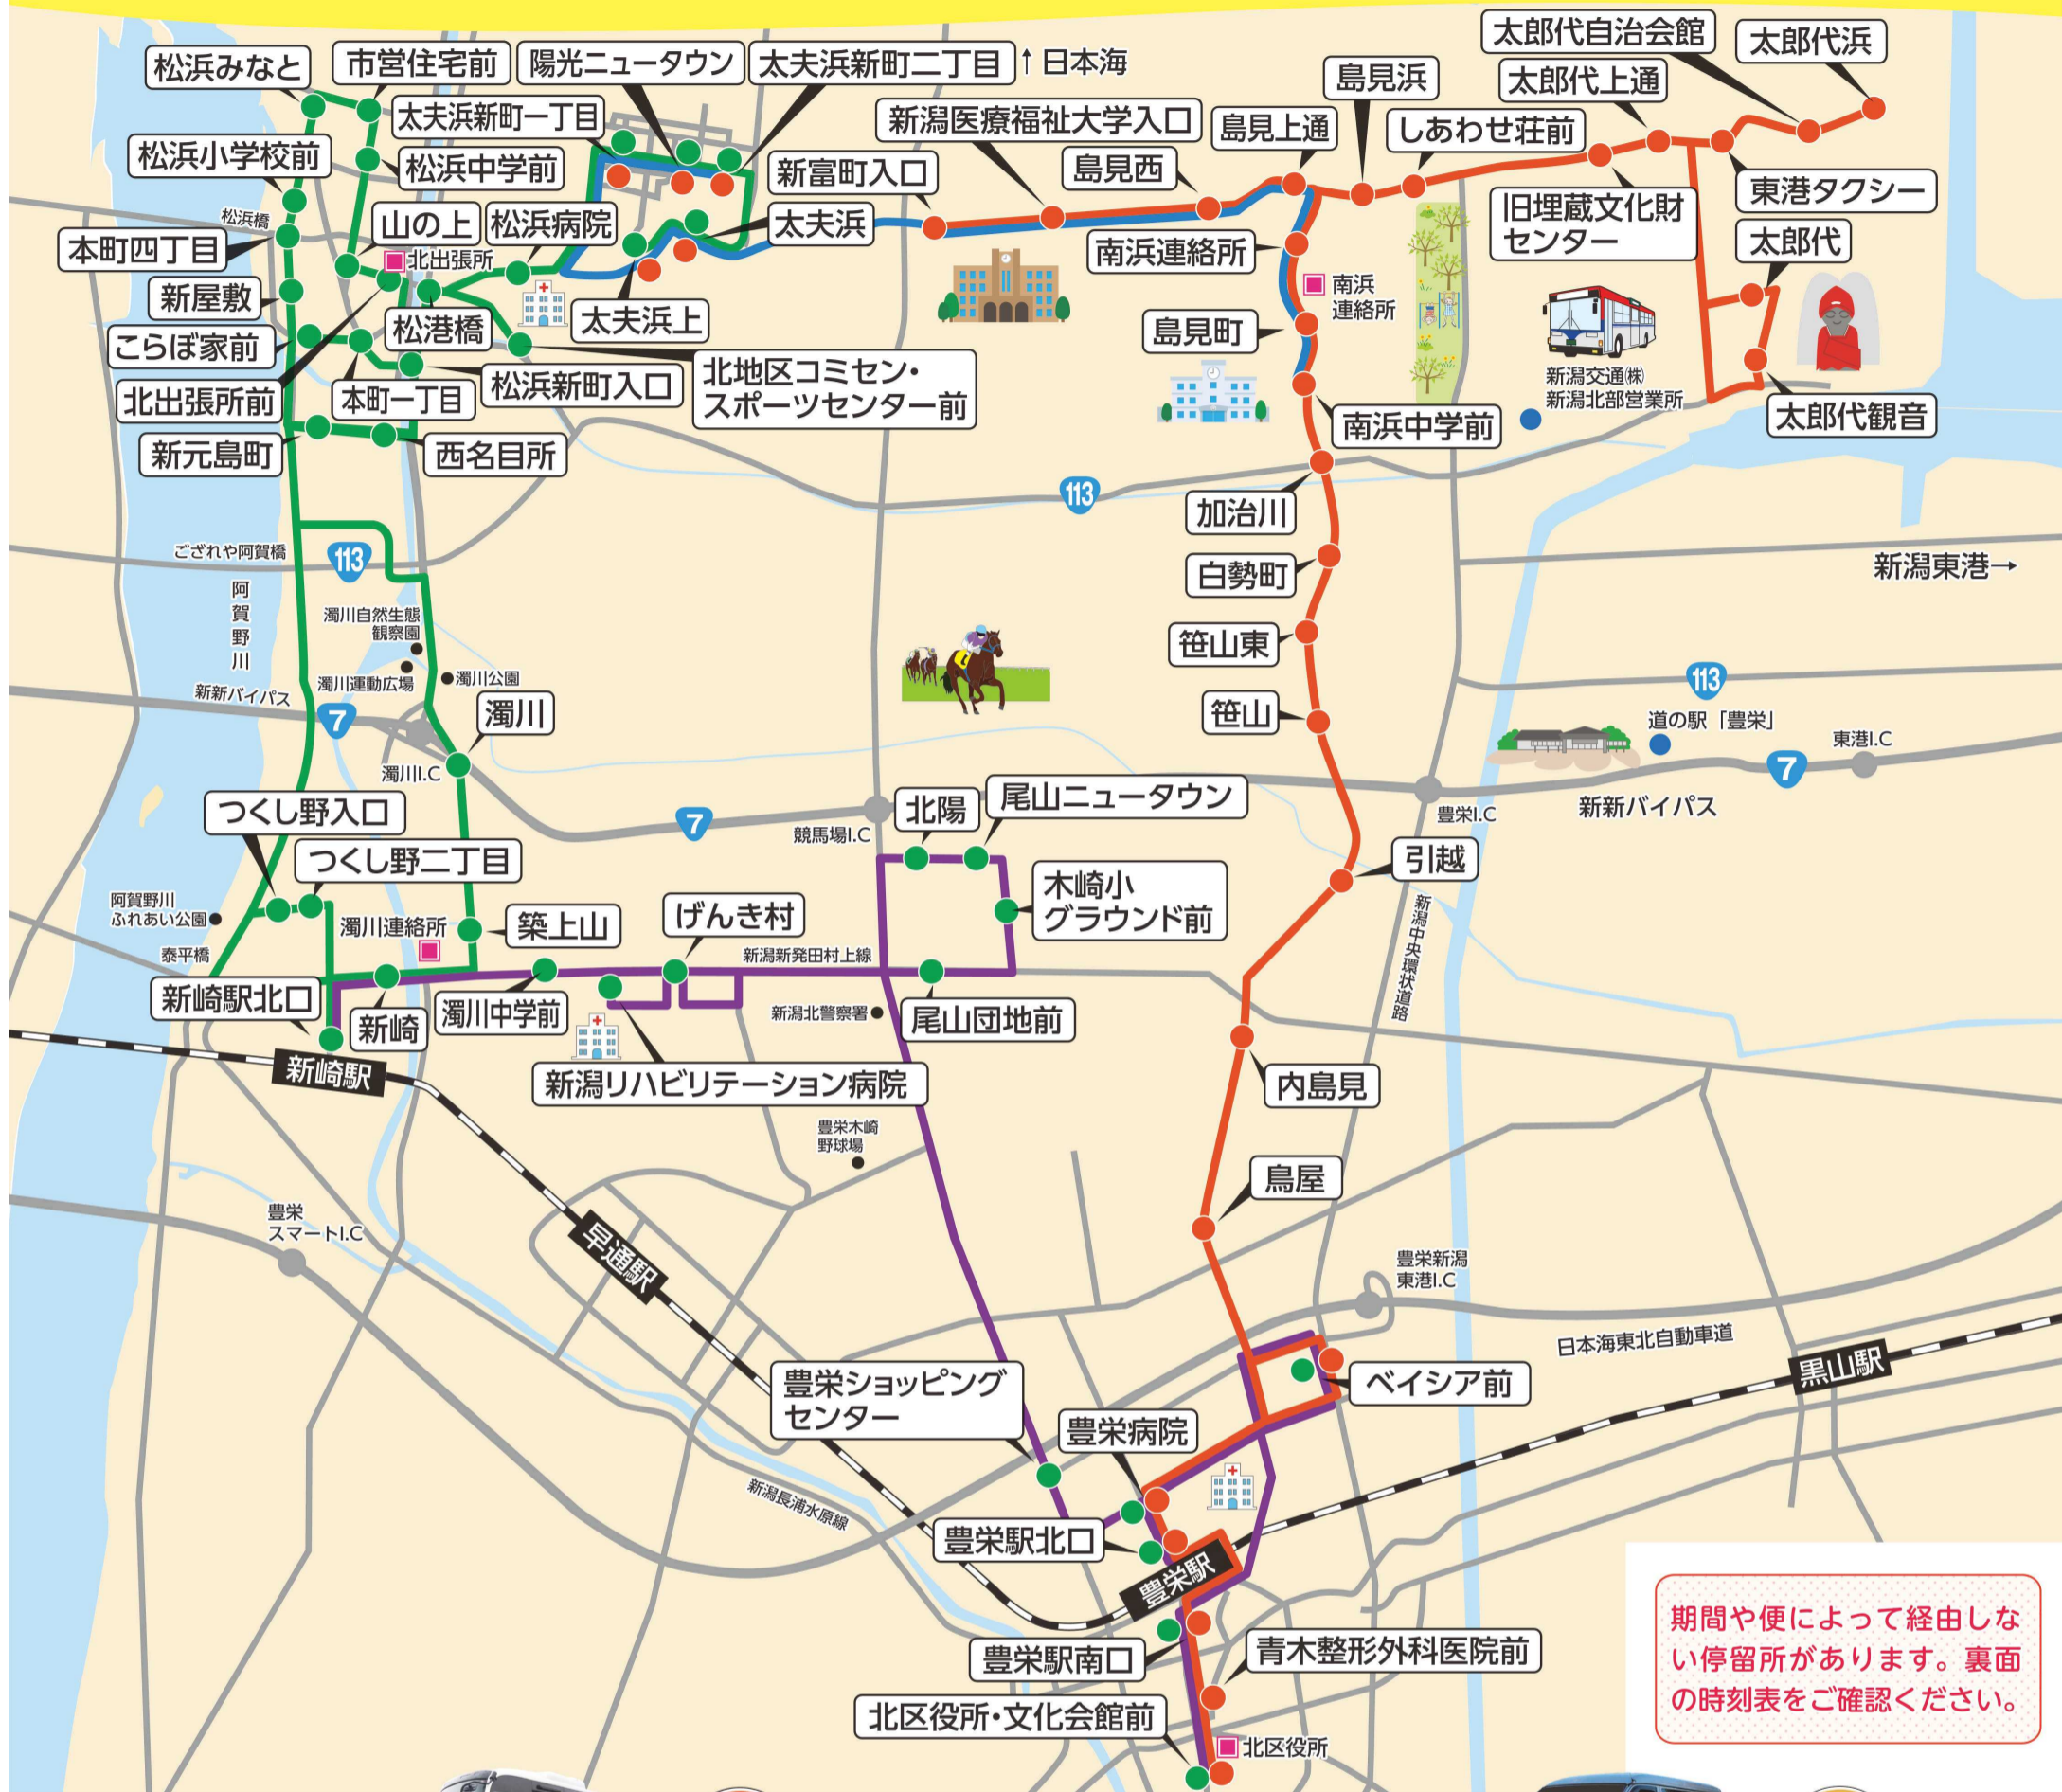 松浜みなと
市営住宅前
陽光ニュータウン
太夫浜新町二丁目
↑日本海
太郎代自治会館
太郎代浜
島見浜
太郎代上通
太夫浜新町一丁目
新潟医療福祉大学入口
島見上通
しあわせ荘前
松浜小学校前
松浜中学前
新富町入口
島見西
東港タクシー
旧埋蔵文化財
センター
松浜橋
山の上
松浜病院
太夫浜
太郎代
本町四丁目
北出張所
南浜連絡所
南浜
連絡所
新屋敷
松港橋
太夫浜上
島見町
こらぼ家前
北地区コミセン・
スポーツセンター前
新潟交通㈱
新潟北部営業所
北出張所前
本町一丁目
松浜新町入口
太郎代観音
南浜中学前
新元島町
西名目所
113
加治川
ござれや阿賀橋
113
新潟東港→
白勢町
阿賀野川
濁川自然生態
観察園
笹山東
濁川運動広場
濁川公園
113
新新バイパス
7
濁川
笹山
道の駅「豊栄」
東港I.C
濁川I.C
7
つくし野入口
北陽
尾山ニュータウン
新新バイパス
豊栄I.C
7
競馬場I.C
つくし野二丁目
引越
木崎小
グラウンド前
阿賀野川
ふれあい公園
濁川連絡所
築上山
げんき村
新潟中央環状道路
泰平橋
新潟新発田村上線
新崎駅北口
新崎
濁川中学前
新潟北警察署
尾山団地前
新崎駅
新潟リハビリテーション病院
内島見
豊栄木崎
野球場
鳥屋
豊栄
スマートI.C
早通駅
豊栄新潟
東港I.C
日本海東北自動車道
黒山駅
豊栄ショッピング
センター
ベイシア前
豊栄病院
新潟長浦水原線
豊栄駅北口
豊栄駅
期間や便によって経由しな
い停留所があります。裏面
の時刻表をご確認ください。
豊栄駅南口
青木整形外科医院前
北区役所・文化会館前
北区役所